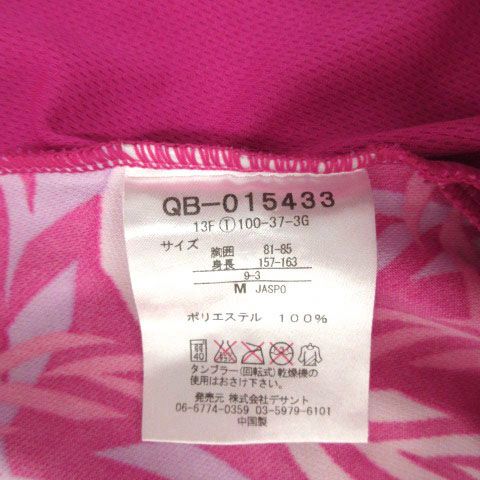 QB-015433
13F①100-37-3G
サイズ 胸囲 81-85
身長 157-163
9-3
M JASPO
ポリエステル 100%
40
タンブラー(回転式)乾燥機の
使用はおさけ下さい。
発売元 株式会社デサント
06-6774-0359 03-5979-6101
中国製